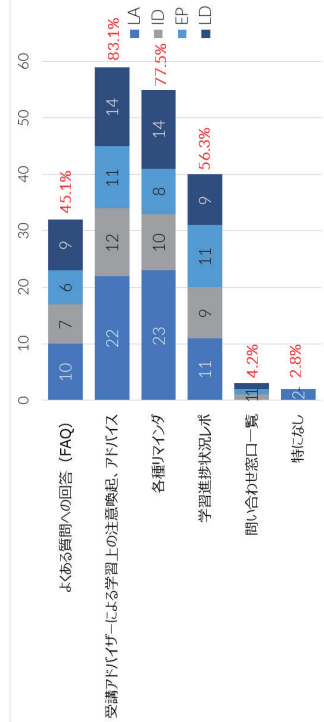 0 10 20 30 40 50 60
よくある質問への回答（FAQ） 10 7 6 9 45.1%
受講アドバイザーによる学習上の注意喚起、アドバイス 22 12 11 14 83.1%
各種リマインダ 23 10 8 14 77.5%
学習進捗状況レポ 11 9 11 9 56.3%
問い合わせ窓口一覧 11 4.2%
特になし 2 2.8%
LA
ID
EP
LD